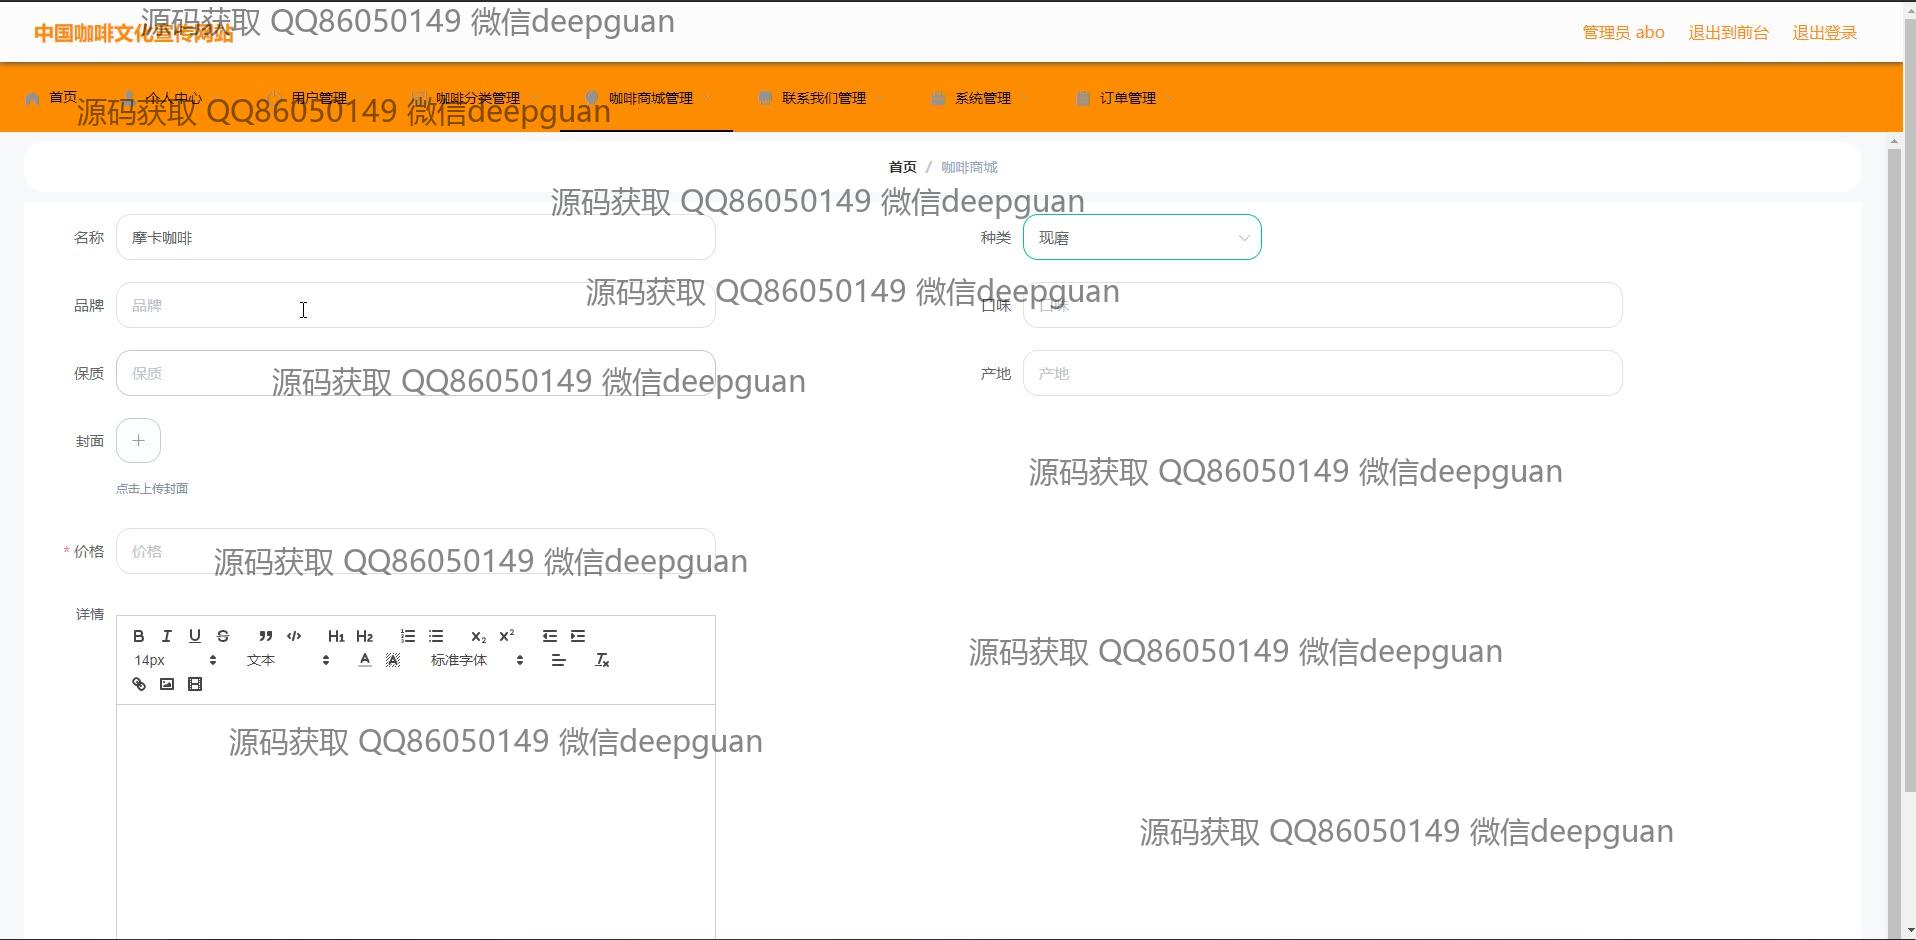 源码获取 QQ86050149 微信deepguan
中国咖啡文化宣传网站
管理员 abo
退出到前台
退出登录
首页
个人中心
用户管理
咖啡分类管理
咖啡商城管理
联系我们管理
系统管理
订单管理
源码获取 QQ86050149 微信deepguan
首页 / 咖啡商城
源码获取 QQ86050149 微信deepguan
名称 摩卡咖啡
种类 现磨
源码获取 QQ86050149 微信deepguan
品牌 品牌
口味 口味
保质 保质
产地 产地
源码获取 QQ86050149 微信deepguan
封面 +
点击上传封面
源码获取 QQ86050149 微信deepguan
* 价格 价格
源码获取 QQ86050149 微信deepguan
详情
B I U S H1 H2 X2 X2
14px 文本 A A 标准字体 Tx
源码获取 QQ86050149 微信deepguan
源码获取 QQ86050149 微信deepguan
源码获取 QQ86050149 微信deepguan